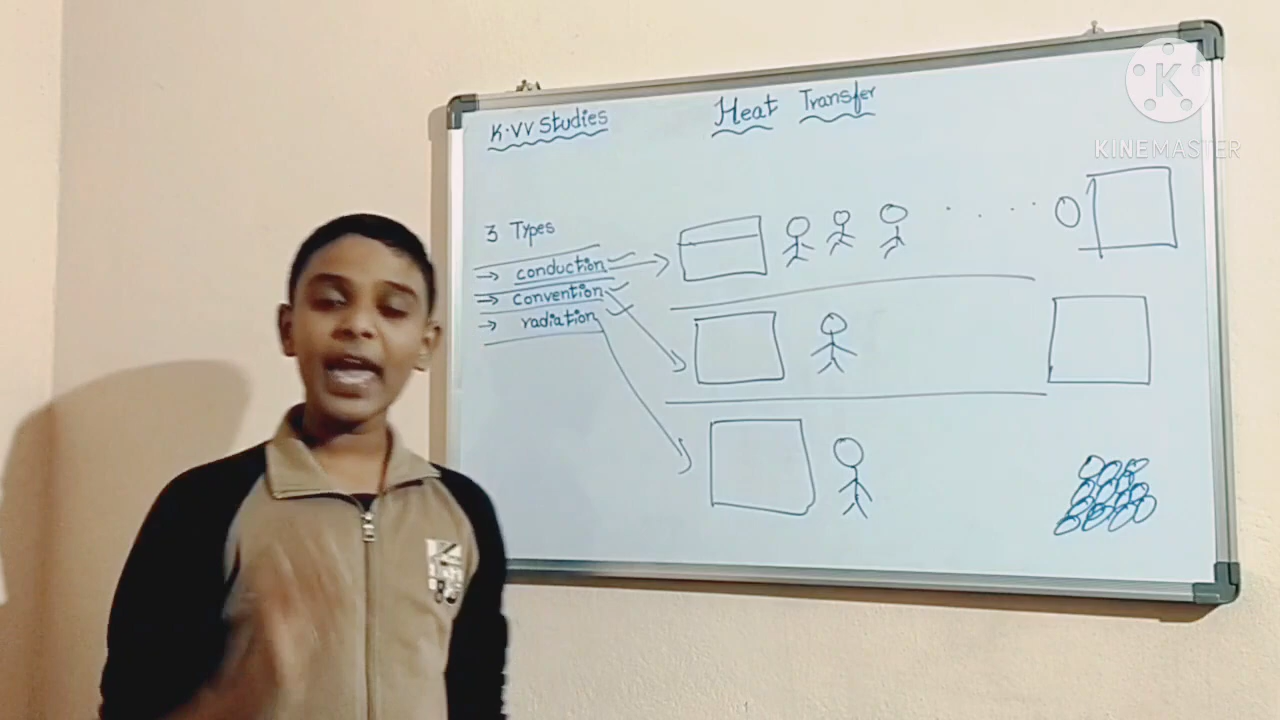 K.VV Studies
Heat Transfer
3 Types
→ conduction
→ convention
→ radiation
K
KINEMASTER